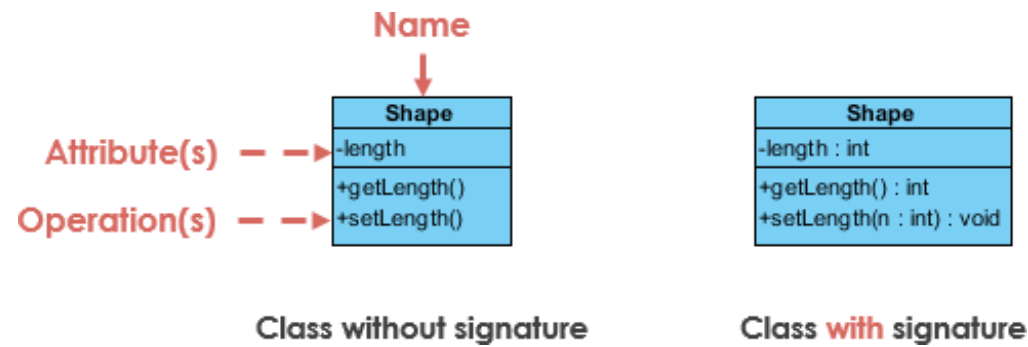 Name
Shape
Attribute(s)
-length
+getLength()
Operation(s)
+setLength()
Class without signature
Shape
-length : int
+getLength() : int
+setLength(n : int) : void
Class with signature